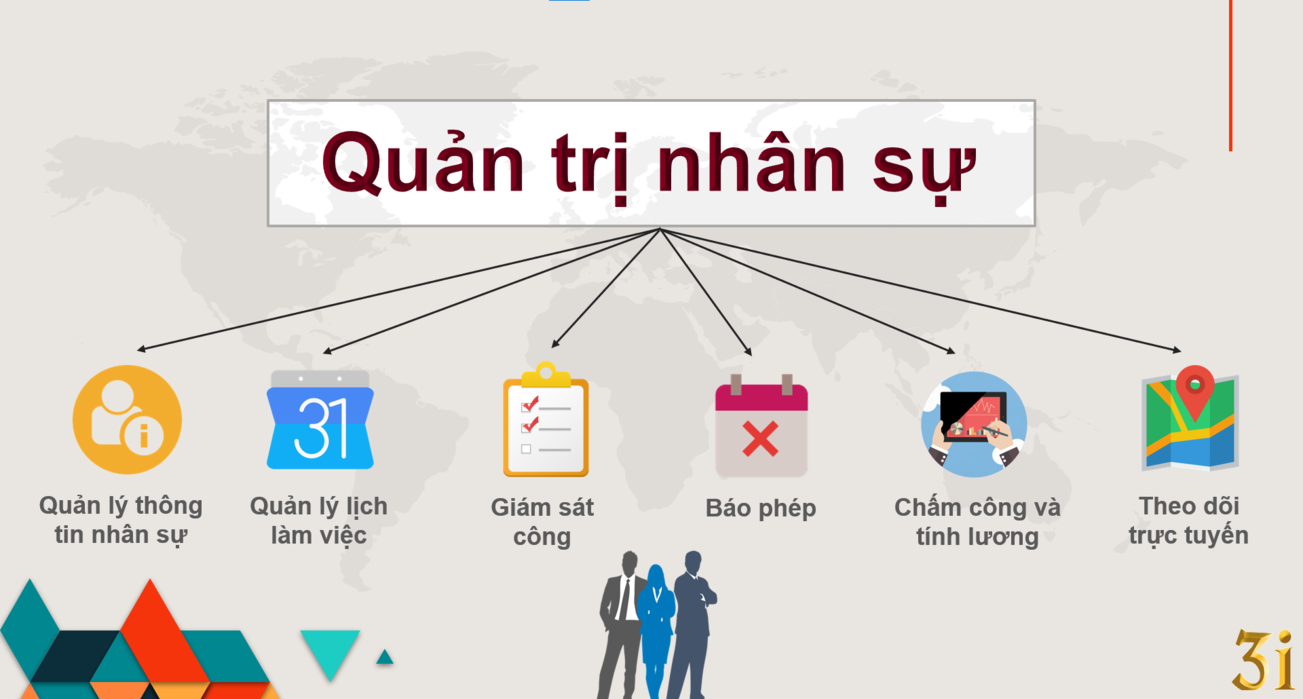 Quản trị nhân sự
31
Quản lý thông
tin nhân sự
Quản lý lịch
làm việc
Giám sát
công
Báo phép
Chấm công và
tính lương
Theo dõi
trực tuyến
3i